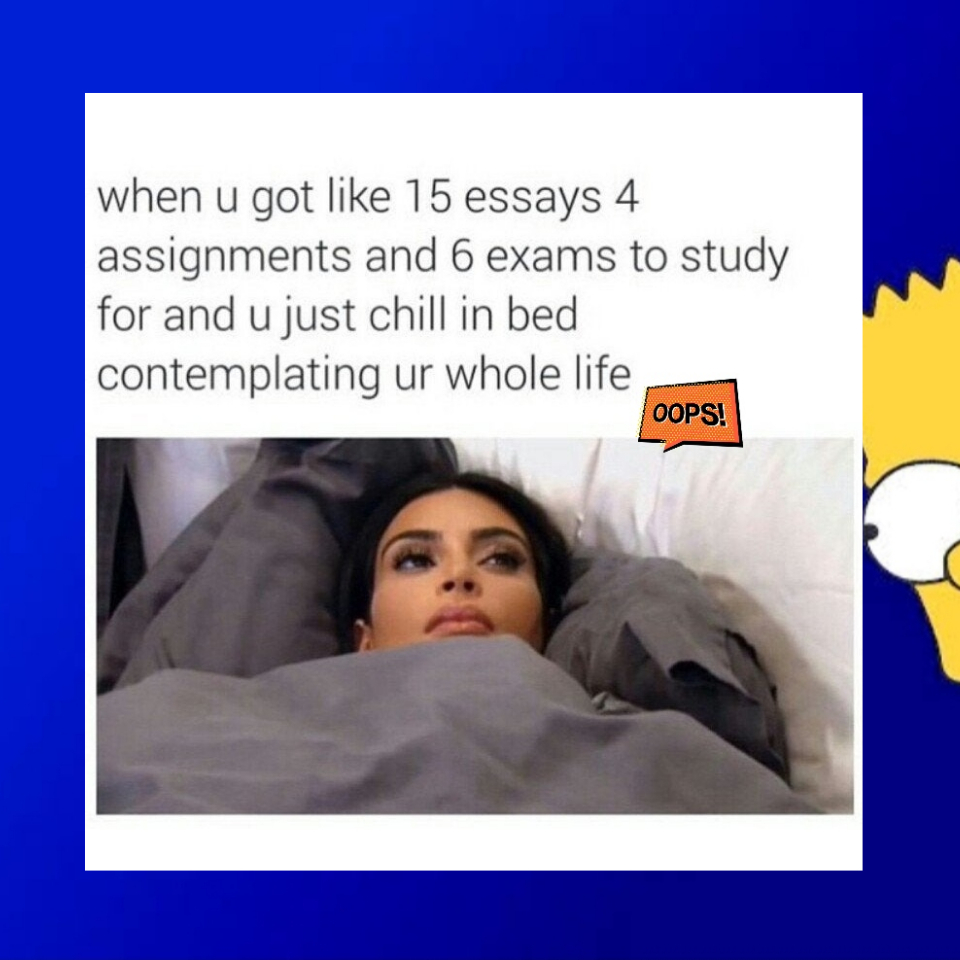 when u got like 15 essays 4
assignments and 6 exams to study
for and u just chill in bed
contemplating ur whole life
OOPS!